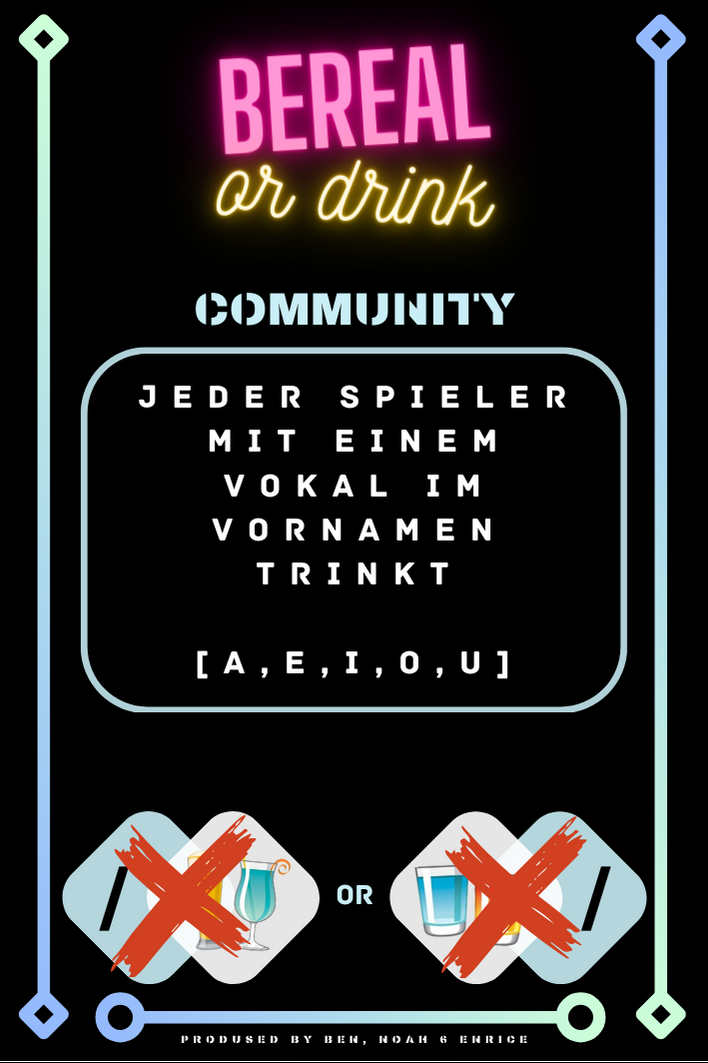 BEREAL
or drink
COMMUNITY
JEDER SPIELER
MIT EINEM
VOKAL IM
VORNAMEN
TRINKT
[A,E,I,O,U]
/ OR /
PRODUSED BY BEN, NOAH & ENRICE